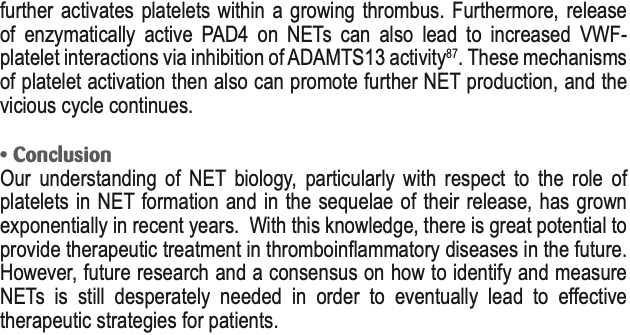 further activates platelets within a growing thrombus. Furthermore, release
of enzymatically active PAD4 on NETs can also lead to increased VWF-
platelet interactions via inhibition of ADAMTS13 activity⁸⁷. These mechanisms
of platelet activation then also can promote further NET production, and the
vicious cycle continues.
• Conclusion
Our understanding of NET biology, particularly with respect to the role of
platelets in NET formation and in the sequelae of their release, has grown
exponentially in recent years. With this knowledge, there is great potential to
provide therapeutic treatment in thromboinflammatory diseases in the future.
However, future research and a consensus on how to identify and measure
NETs is still desperately needed in order to eventually lead to effective
therapeutic strategies for patients.